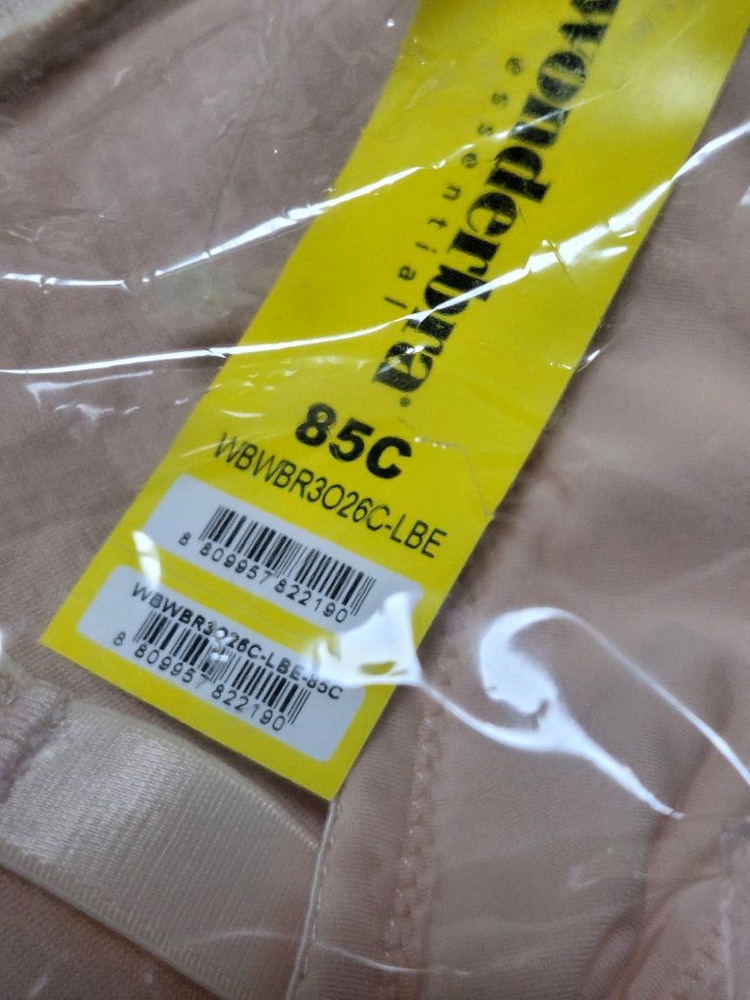 wonderbra®
essential
85C
WBWBR3O26C-LBE
8 809957 822190
WBWBR3O26C-LBE-85C
8 809957 822190